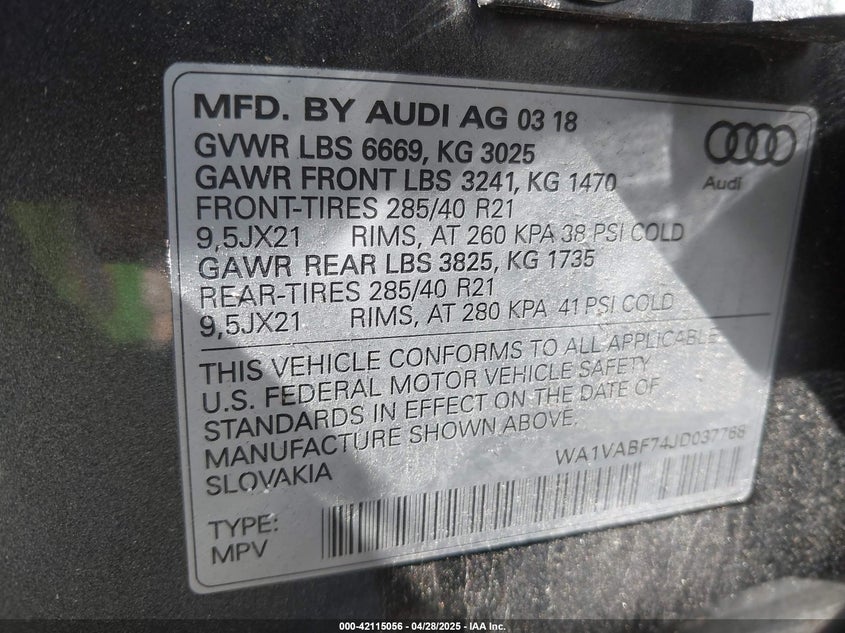 MFD. BY AUDI AG 03 18
GVWR LBS 6669, KG 3025
GAWR FRONT LBS 3241, KG 1470
FRONT-TIRES 285/40 R21
9,5JX21 RIMS, AT 260 KPA 38 PSI COLD
GAWR REAR LBS 3825, KG 1735
REAR-TIRES 285/40 R21
9,5JX21 RIMS, AT 280 KPA 41 PSI COLD
Audi
THIS VEHICLE CONFORMS TO ALL APPLICABLE
U.S. FEDERAL MOTOR VEHICLE SAFETY
STANDARDS IN EFFECT ON THE DATE OF
MANUFACTURE SHOWN ABOVE.
SLOVAKIA
WA1VABF74JD037768
TYPE:
MPV
000-42115056 - 04/28/2025 - IAA Inc.